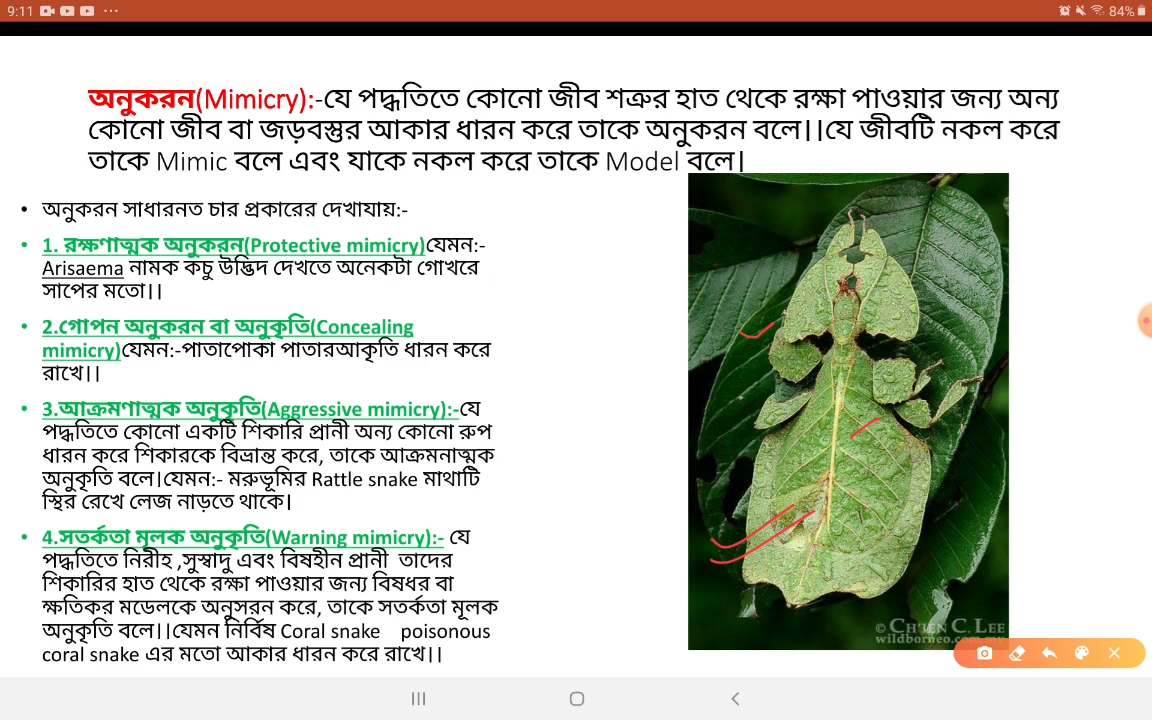 9:11
84%
অনুকরন(Mimicry):-যে পদ্ধতিতে কোনো জীব শত্রুর হাত থেকে রক্ষা পাওয়ার জন্য অন্য
কোনো জীব বা জড়বস্তুর আকার ধারন করে তাকে অনুকরন বলে।।যে জীবটি নকল করে
তাকে Mimic বলে এবং যাকে নকল করে তাকে Model বলে।
• অনুকরন সাধারনত চার প্রকারের দেখাযায়:-
• 1. রক্ষণাত্মক অনুকরন(Protective mimicry)যেমন:-
Arisaema নামক কচু উদ্ভিদ দেখতে অনেকটা গোখরে
সাপের মতো।।
• 2.গোপন অনুকরন বা অনুকৃতি(Concealing
mimicry)যেমন:-পাতাপোকা পাতারআকৃতি ধারন করে
রাখে।।
• 3.আক্রমণাত্মক অনুকৃতি(Aggressive mimicry):-যে
পদ্ধতিতে কোনো একটি শিকারি প্রানী অন্য কোনো রুপ
ধারন করে শিকারকে বিভ্রান্ত করে, তাকে আক্রমনাত্মক
অনুকৃতি বলে।যেমন:- মরুভূমির Rattle snake মাথাটি
স্থির রেখে লেজ নাড়তে থাকে।
• 4.সতর্কতা মূলক অনুকৃতি(Warning mimicry):- যে
পদ্ধতিতে নিরীহ ,সুস্বাদু এবং বিষহীন প্রানী তাদের
শিকারির হাত থেকে রক্ষা পাওয়ার জন্য বিষধর বা
ক্ষতিকর মডেলকে অনুসরন করে, তাকে সতর্কতা মূলক
অনুকৃতি বলে।।যেমন নির্বিষ Coral snake poisonous
coral snake এর মতো আকার ধারন করে রাখে।।
© CH'IEN C. LEE
wildborneo.com.my